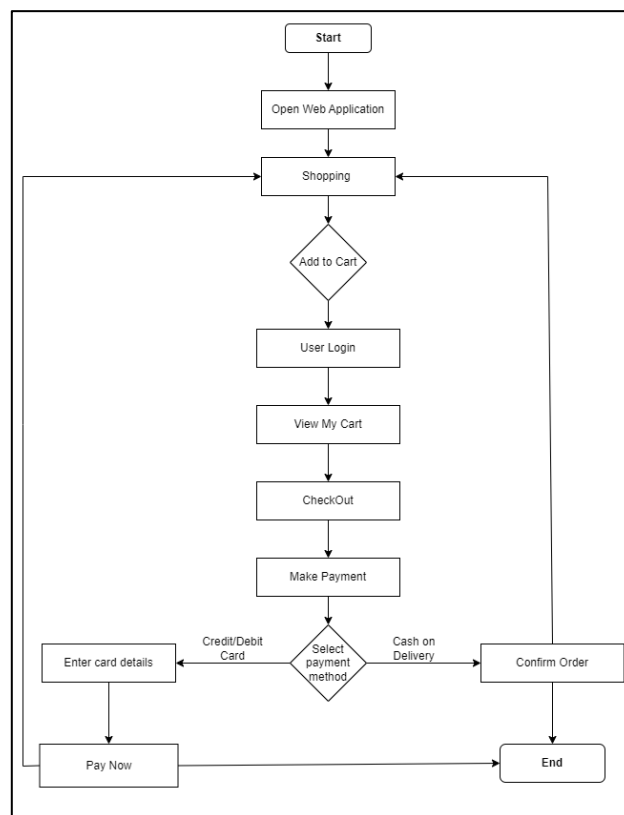 Start
Open Web Application
Shopping
Add to Cart
User Login
View My Cart
CheckOut
Make Payment
Credit/Debit
Card
Select
payment
method
Cash on
Delivery
Enter card details
Confirm Order
Pay Now
End